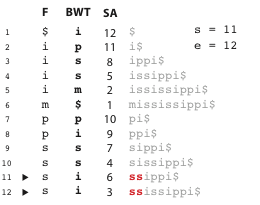 F BWT SA
1 $ i 12 $ s = 11
2 i p 11 i$ e = 12
3 i s 8 ippi$
4 i s 5 issippi$
5 i m 2 ississippi$
6 m $ 1 mississippi$
7 p p 10 pi$
8 p i 9 ppi$
9 s s 7 sippi$
10 s s 4 sissippi$
11 ▶ s i 6 ssippi$
12 ▶ s i 3 ssissippi$